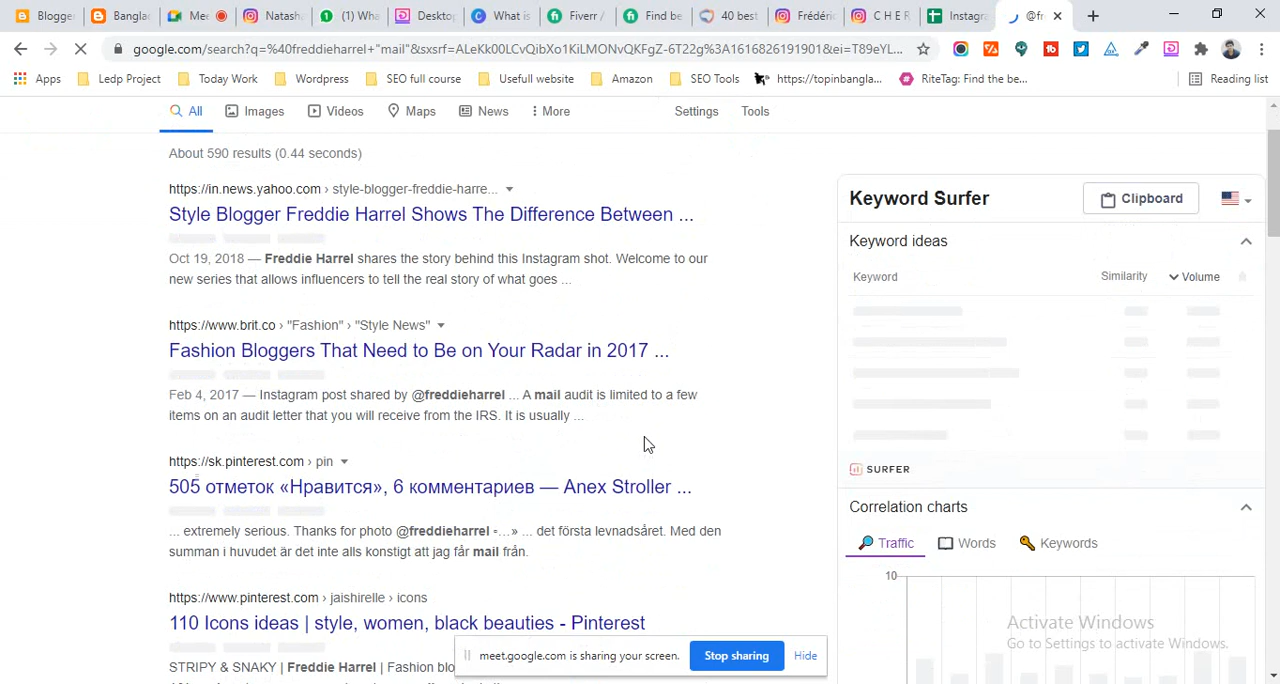 Blogger
Banglac
Mee
Natasha
(1) Wha
Desktop
What is
Fiverr /
Find be
40 best
Frédéric
C H E R
Instagra
@fr
google.com/search?q=%40freddieharrel+"mail"&sxsrf=ALeKk00LCvQibXo1KiLMONvQKFgZ-6T22g%3A1616826191901&ei=T89eYL...
Apps
Ledp Project
Today Work
Wordpress
SEO full course
Usefull website
Amazon
SEO Tools
https://topinbangla...
RiteTag: Find the be...
Reading list
All
Images
Videos
Maps
News
More
Settings
Tools
About 590 results (0.44 seconds)
https://in.news.yahoo.com › style-blogger-freddie-harre...
Style Blogger Freddie Harrel Shows The Difference Between ...
Oct 19, 2018 — Freddie Harrel shares the story behind this Instagram shot. Welcome to our
new series that allows influencers to tell the real story of what goes ...
https://www.brit.co › "Fashion" › "Style News"
Fashion Bloggers That Need to Be on Your Radar in 2017 ...
Feb 4, 2017 — Instagram post shared by @freddieharrel ... A mail audit is limited to a few
items on an audit letter that you will receive from the IRS. It is usually ...
https://sk.pinterest.com › pin
505 отметок «Нравится», 6 комментариев — Anex Stroller ...
... extremely serious. Thanks for photo @freddieharrel -...» ... det första levnadsåret. Med den
summan i huvudet är det inte alls konstigt att jag får mail från.
https://www.pinterest.com › jaishirelle › icons
110 Icons ideas | style, women, black beauties - Pinterest
STRIPY & SNAKY | Freddie Harrel | Fashion blo
Keyword Surfer
Clipboard
Keyword ideas
Keyword
Similarity
Volume
SURFER
Correlation charts
Traffic
Words
Keywords
10
Activate Windows
Go to Settings to activate Windows.
meet.google.com is sharing your screen.
Stop sharing
Hide